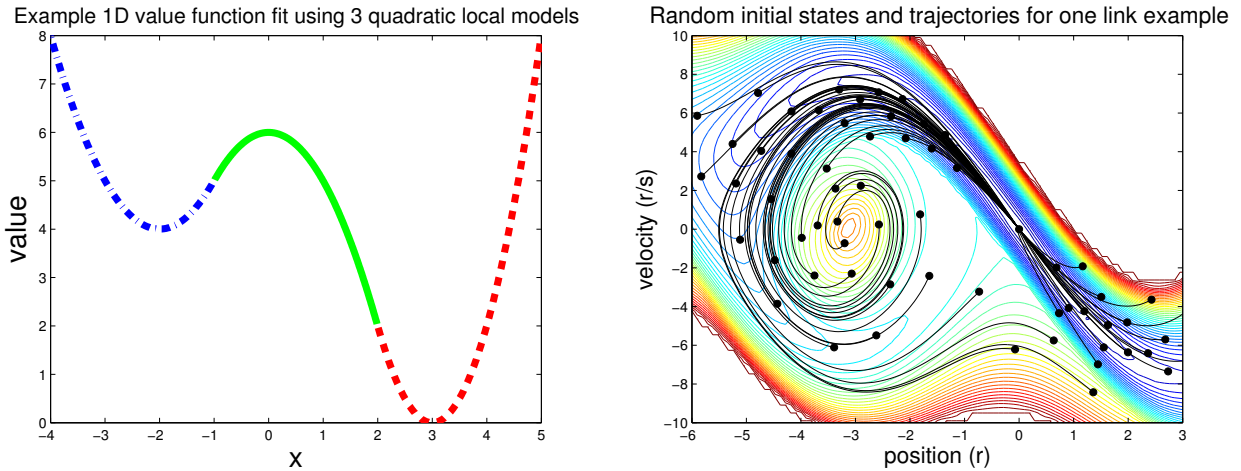 Example 1D value function fit using 3 quadratic local models
8
7
6
5
4
3
2
1
0
value
−4 −3 −2 −1 0 1 2 3 4 5
x
Random initial states and trajectories for one link example
10
8
6
4
2
0
−2
−4
−6
−8
−10
velocity (r/s)
−6 −5 −4 −3 −2 −1 0 1 2 3
position (r)